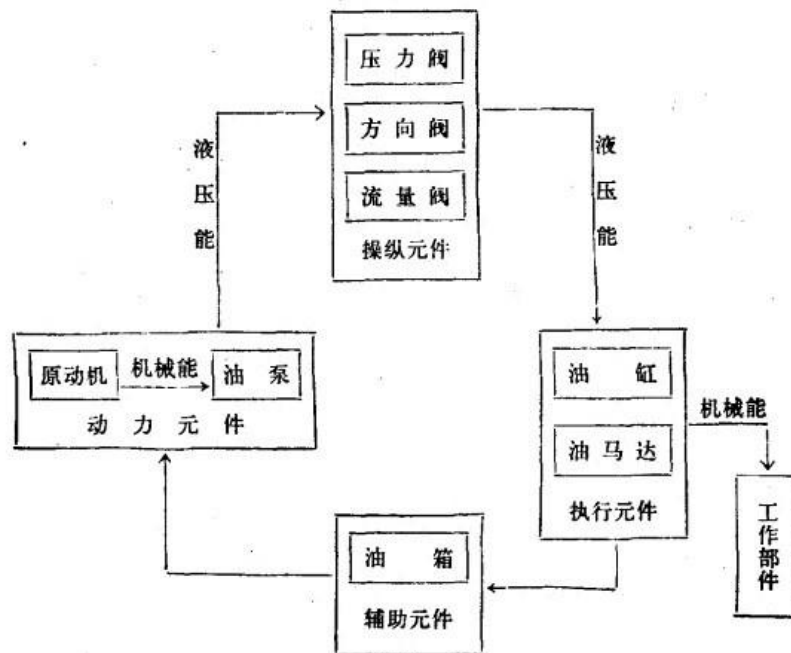 压力阀
方向阀
流量阀
操纵元件
液压能
液压能
原动机
机械能
油泵
动力元件
油缸
油马达
执行元件
机械能
工作部件
油箱
辅助元件